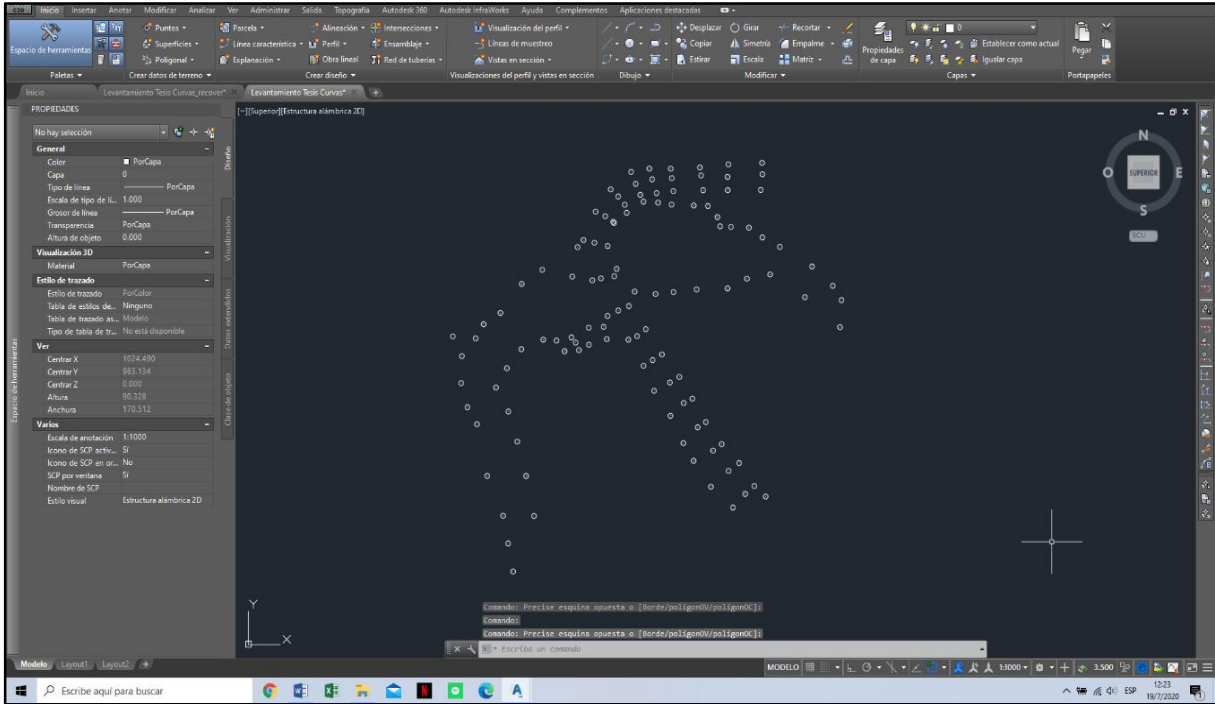 C3D Inicio Insertar Anotar Modificar Analizar Ver Administrar Salida Topografía Autodesk 360 Autodesk InfraWorks Ayuda Complementos Aplicaciones destacadas
Espacio de herramientas
Puntos
Superficies
Poligonal
Parcela
Línea característica
Explanación
Alineación
Perfil
Obra lineal
Intersecciones
Ensamblaje
Red de tuberías
Visualización del perfil
Líneas de muestreo
Vistas en sección
Desplazar
Copiar
Estirar
Girar
Simetría
Escala
Recortar
Empalme
Matriz
Propiedades de capa
0
Establecer como actual
Igualar capa
Pegar
Paletas Crear datos de terreno Crear diseño Visualizaciones del perfil y vistas en sección Dibujo Modificar Capas Portapapeles
Inicio Levantamiento Tesis Curvas_recover* Levantamiento Tesis Curvas*
PROPIEDADES
No hay selección
General
Color PorCapa
Capa 0
Tipo de línea PorCapa
Escala de tipo de lí... 1.000
Grosor de línea PorCapa
Transparencia PorCapa
Altura de objeto 0.000
Visualización 3D
Material PorCapa
Estilo de trazado
Estilo de trazado PorColor
Tabla de estilos de... Ninguno
Tabla de trazado as... Modelo
Tipo de tabla de tr... No está disponible
Ver
Centrar X 1024.490
Centrar Y 983.134
Centrar Z 0.000
Altura 90.328
Anchura 170.512
Varios
Escala de anotación 1:1000
Icono de SCP activ... Sí
Icono de SCP en or... No
SCP por ventana Sí
Nombre de SCP
Estilo visual Estructura alámbrica 2D
Diseño
Visualización
Datos extendidos
Clase de objeto
Espacio de herramientas
[−][Superior][Estructura alámbrica 2D]
N
O SUPERIOR E
S
SCU
Y
X
Comando: Precise esquina opuesta o [Borde/polígonOV/polígonOC]:
Comando:
Comando: Precise esquina opuesta o [Borde/polígonOV/polígonOC]:
Escriba un comando
Modelo Layout1 Layout2 +
MODELO 1:1000 3.500
Escribe aquí para buscar
ESP
12:23
19/7/2020